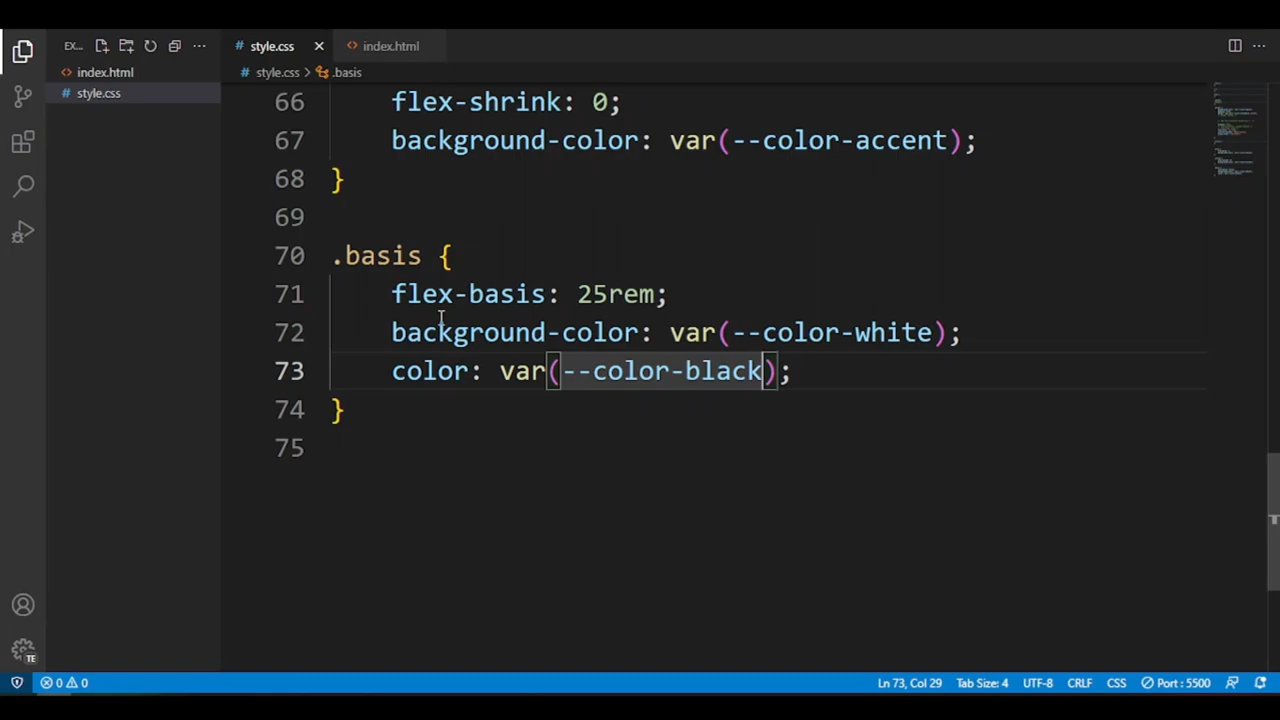 EX... ...
# style.css ×
<> index.html
...
<> index.html
# style.css
# style.css > .basis
66 flex-shrink: 0;
67 background-color: var(--color-accent);
68 }
69
70 .basis {
71 flex-basis: 25rem;
72 background-color: var(--color-white);
73 color: var(--color-black);
74 }
75
TE
0 0
Ln 73, Col 29
Tab Size: 4
UTF-8
CRLF
CSS
Port : 5500